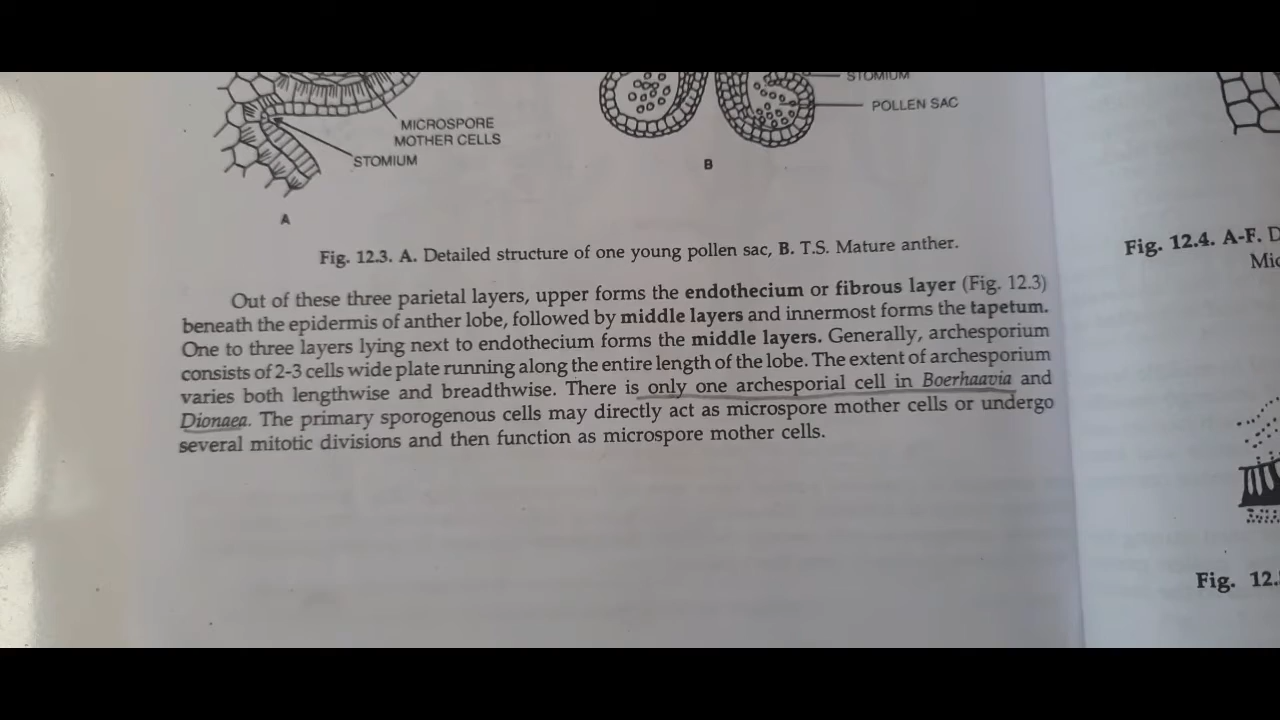 STOMIUM
POLLEN SAC
MICROSPORE
MOTHER CELLS
STOMIUM
B
A
Fig. 12.3. A. Detailed structure of one young pollen sac, B. T.S. Mature anther.
Out of these three parietal layers, upper forms the endothecium or fibrous layer (Fig. 12.3)
beneath the epidermis of anther lobe, followed by middle layers and innermost forms the tapetum.
One to three layers lying next to endothecium forms the middle layers. Generally, archesporium
consists of 2-3 cells wide plate running along the entire length of the lobe. The extent of archesporium
varies both lengthwise and breadthwise. There is only one archesporial cell in Boerhaavia and
Dionaea. The primary sporogenous cells may directly act as microspore mother cells or undergo
several mitotic divisions and then function as microspore mother cells.
Fig. 12.4. A-F.
Fig. 12.